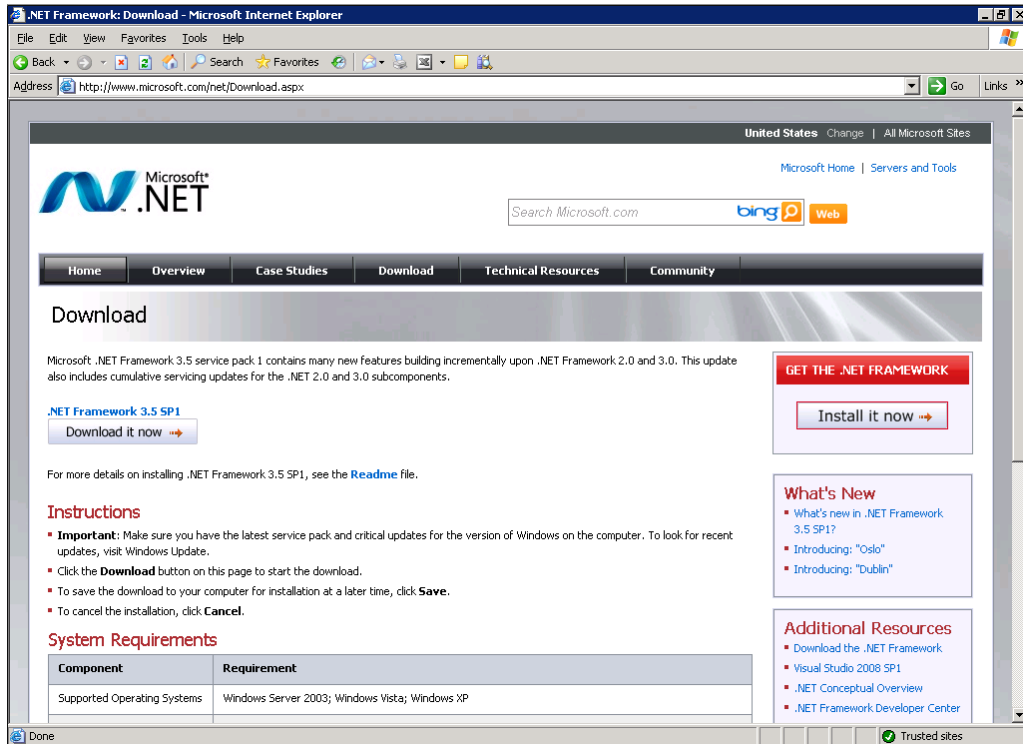 .NET Framework: Download - Microsoft Internet Explorer
File Edit View Favorites Tools Help
Back Search Favorites
Address http://www.microsoft.com/net/Download.aspx Go Links »
United States Change | All Microsoft Sites
Microsoft Home | Servers and Tools
Microsoft®
.NET
Search Microsoft.com bing Web
Home Overview Case Studies Download Technical Resources Community
Download
Microsoft .NET Framework 3.5 service pack 1 contains many new features building incrementally upon .NET Framework 2.0 and 3.0. This update
also includes cumulative servicing updates for the .NET 2.0 and 3.0 subcomponents.
.NET Framework 3.5 SP1
Download it now
For more details on installing .NET Framework 3.5 SP1, see the Readme file.
Instructions
Important: Make sure you have the latest service pack and critical updates for the version of Windows on the computer. To look for recent
updates, visit Windows Update.
Click the Download button on this page to start the download.
To save the download to your computer for installation at a later time, click Save.
To cancel the installation, click Cancel.
System Requirements
Component Requirement
Supported Operating Systems Windows Server 2003; Windows Vista; Windows XP
GET THE .NET FRAMEWORK
Install it now
What's New
What's new in .NET Framework
3.5 SP1?
Introducing: "Oslo"
Introducing: "Dublin"
Additional Resources
Download the .NET Framework
Visual Studio 2008 SP1
.NET Conceptual Overview
.NET Framework Developer Center
Done Trusted sites